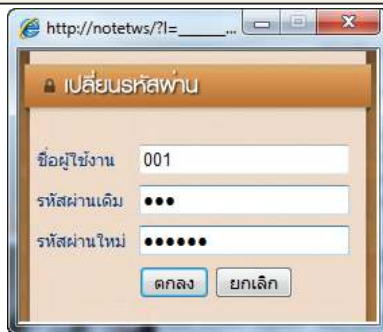 http://notetws/?l=______...
เปลี่ยนรหัสผ่าน
ชื่อผู้ใช้งาน 001
รหัสผ่านเดิม ●●●
รหัสผ่านใหม่ ●●●●●●
ตกลง ยกเลิก